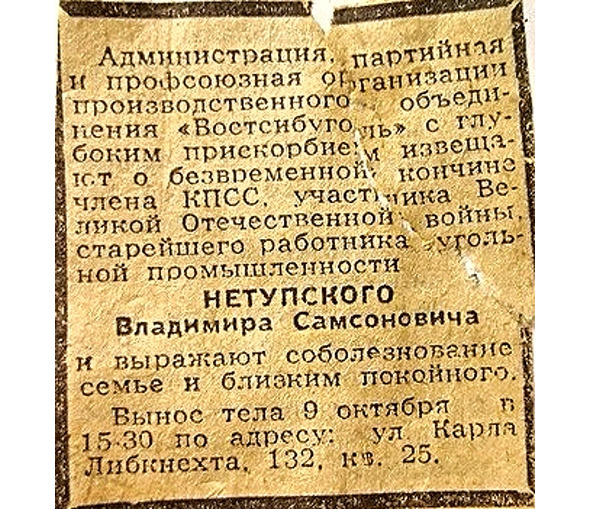 Администрация, партийная
и профсоюзная организации
производственного объеди-
нения «Востсибуголь» с глу-
боким прискорбием извеща-
ют о безвременной кончине
члена КПСС, участника Ве-
ликой Отечественной войны,
старейшего работника уголь-
ной промышленности
НЕТУПСКОГО
Владимира Самсоновича
и выражают соболезнование
семье и близким покойного.
Вынос тела 9 октября в
15-30 по адресу: ул Карла
Либкнехта, 132, кв. 25.